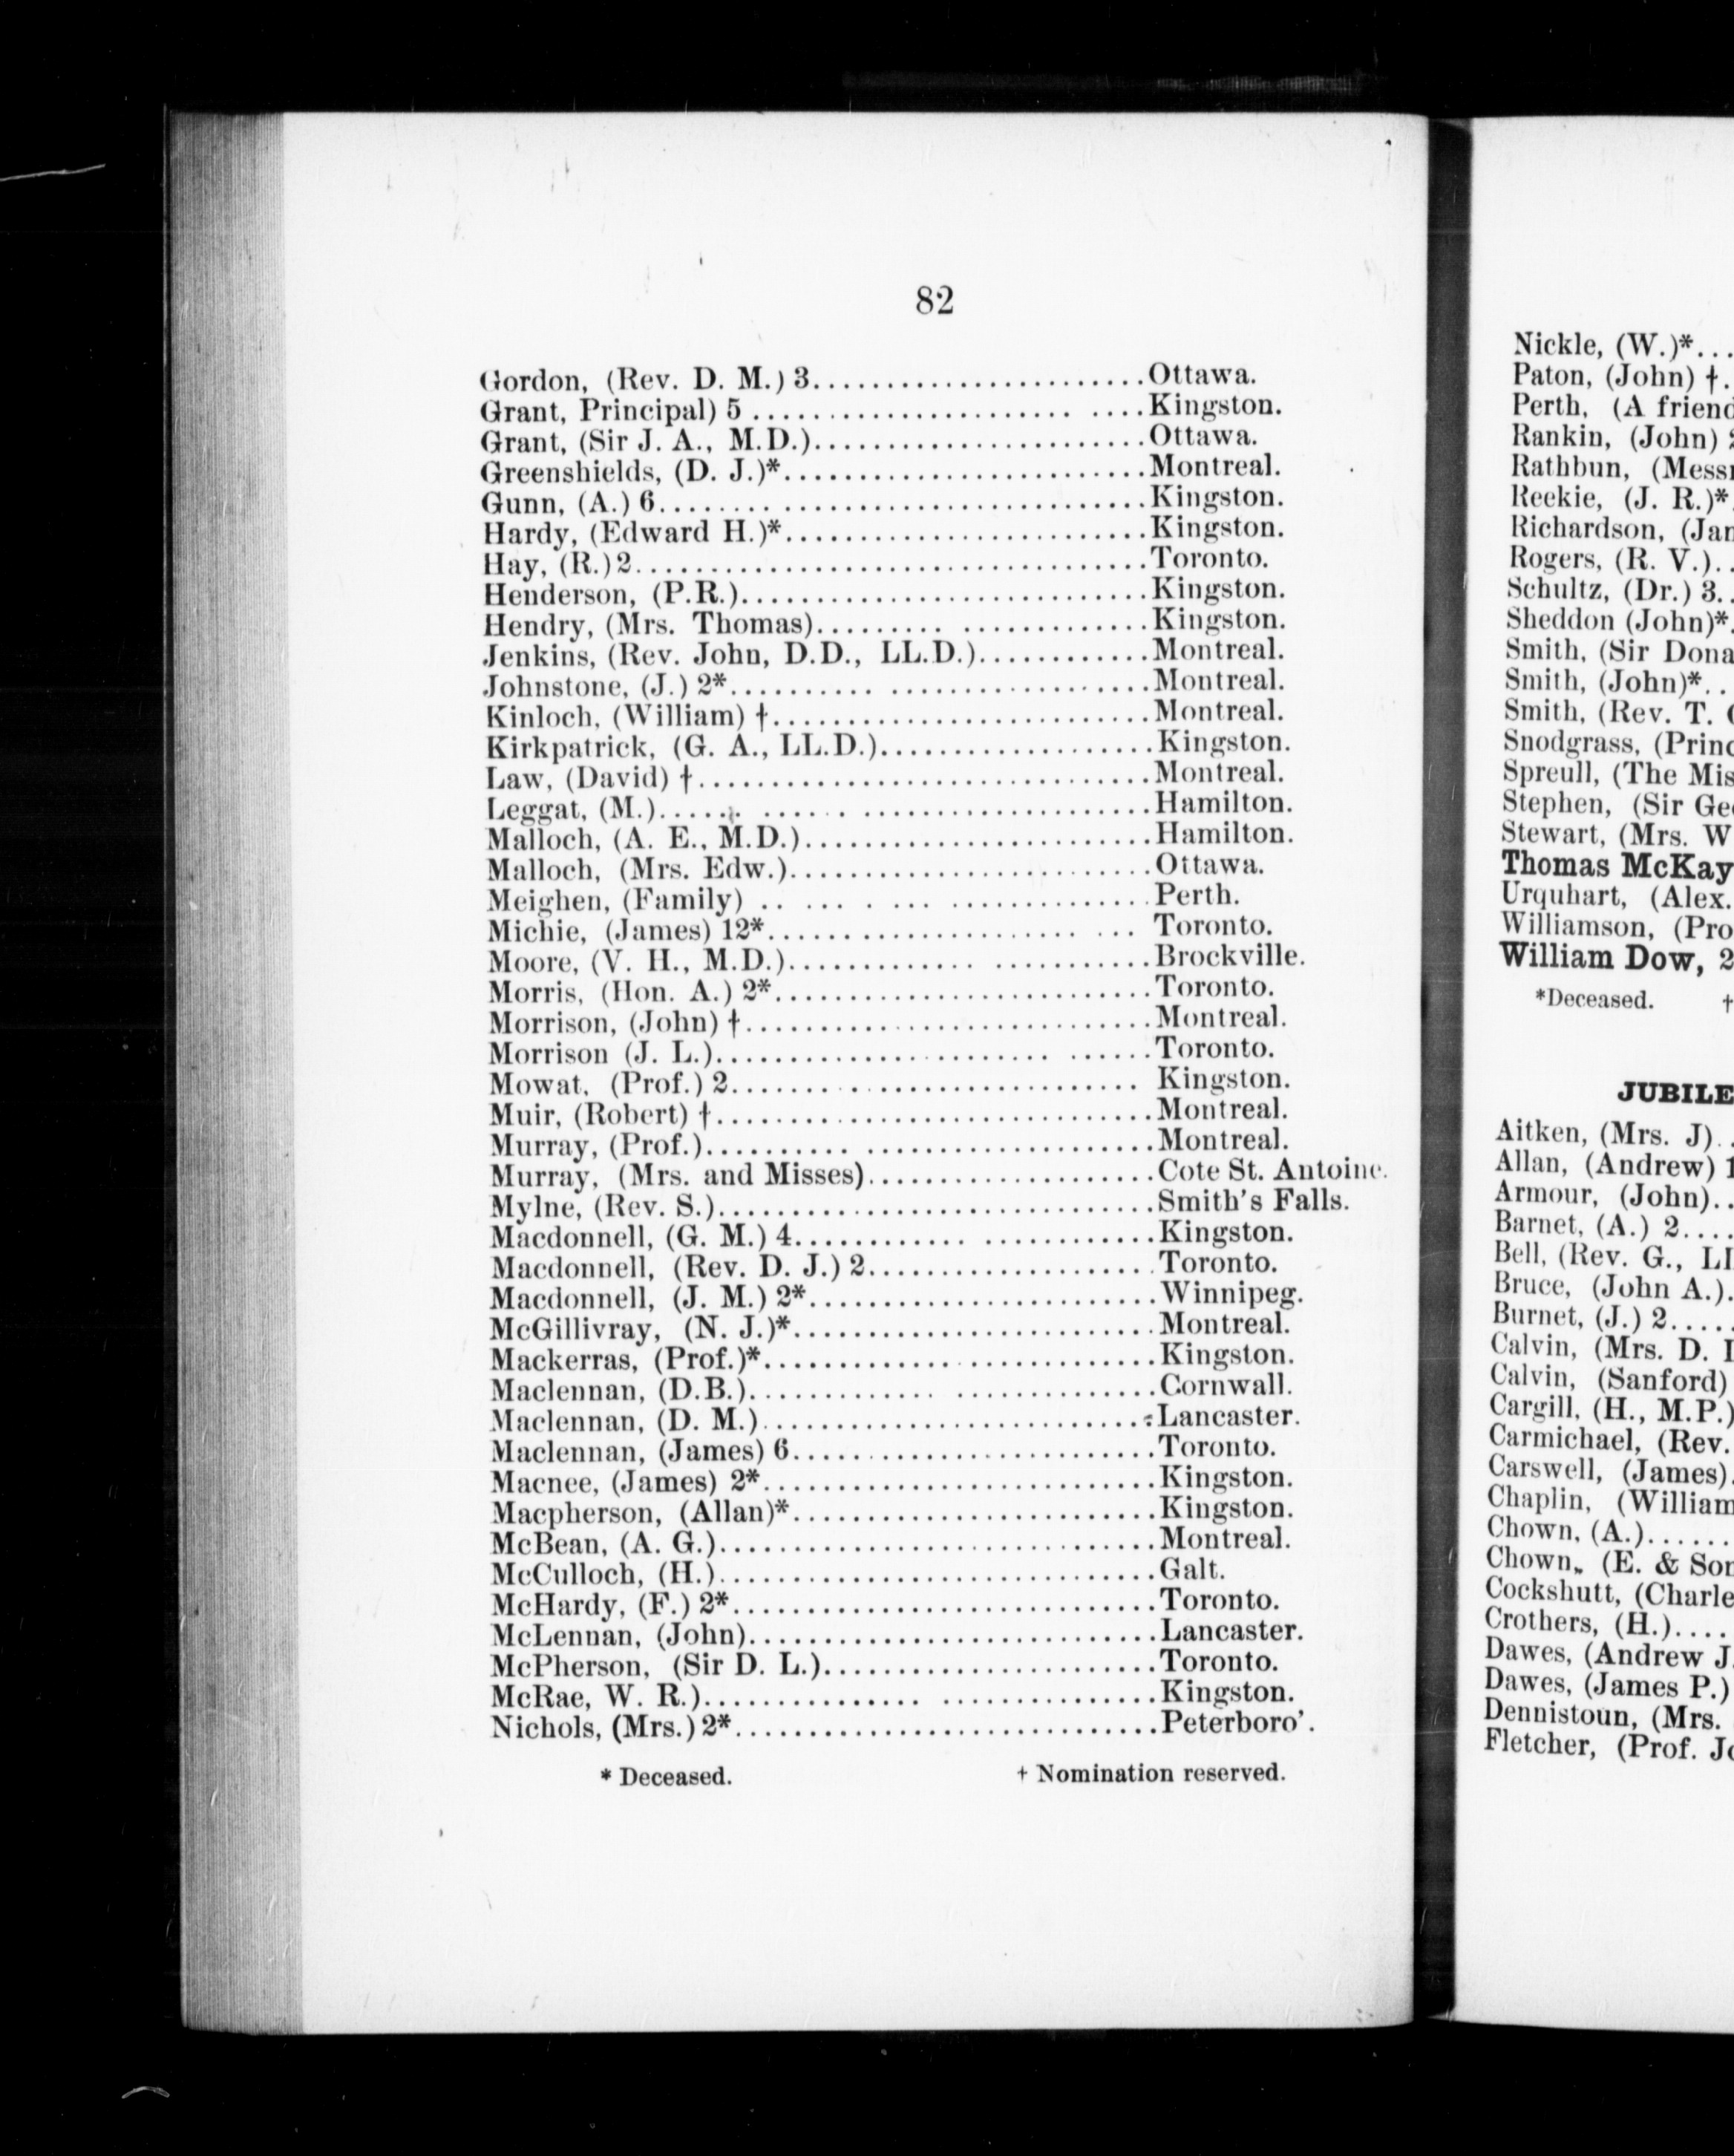 82
Gordon, (Rev. D. M.) 3........................Ottawa.
Grant, Principal) 5 ...................... ....Kingston.
Grant, (Sir J. A., M.D.)........................Ottawa.
Greenshields, (D. J.)*..........................Montreal.
Gunn, (A.) 6........ ..........................Kingston.
Hardy, (Edward H.)*..........................Kingston.
Hay, (R.) 2.....................................Toronto.
Henderson, (P.R.)..............................Kingston.
Hendry, (Mrs. Thomas)......... .............Kingston.
Jenkins, (Rev. John, D.D., LL.D.)............Montreal.
Johnstone, (J.) 2*.......... ...................Montreal.
Kinloch, (William) †............................Montreal.
Kirkpatrick, (G. A., LL.D.)...................Kingston.
Law, (David) †.................................Montreal.
Leggat, (M.)...... ...... .....................Hamilton.
Malloch, (A. E., M.D.).........................Hamilton.
Malloch, (Mrs. Edw.)..........................Ottawa.
Meighen, (Family) .. ... .... ...............Perth.
Michie, (James) 12*...................... ... Toronto.
Moore, (V. H., M.D.)............. ...........Brockville.
Morris, (Hon. A.) 2*...........................Toronto.
Morrison, (John) †..............................Montreal.
Morrison (J. L.)........................ ......Toronto.
Mowat, (Prof.) 2.............................. Kingston.
Muir, (Robert) †................................Montreal.
Murray, (Prof.)........... .....................Montreal.
Murray, (Mrs. and Misses).....................Cote St. Antoine.
Mylne, (Rev. S.)................................Smith's Falls.
Macdonnell, (G. M.) 4............. ............Kingston.
Macdonnell, (Rev. D. J.) 2.....................Toronto.
Macdonnell, (J. M.) 2*.........................Winnipeg.
McGillivray, (N. J.)*..........................Montreal.
Mackerras, (Prof.)*.............................Kingston.
Maclennan, (D.B.)............. ...............Cornwall.
Maclennan, (D. M.)............................Lancaster.
Maclennan, (James) 6..........................Toronto.
Macnee, (James) 2*.............................Kingston.
Macpherson, (Allan)*...........................Kingston.
McBean, (A. G.)................................Montreal.
McCulloch, (H.)................................Galt.
McHardy, (F.) 2*...............................Toronto.
McLennan, (John)..............................Lancaster.
McPherson, (Sir D. L.)........................Toronto.
McRae, W. R.)................ ................Kingston.
Nichols, (Mrs.) 2*...............................Peterboro'.
* Deceased. † Nomination reserved.
Nickle, (W.)*...
Paton, (John) †.
Perth, (A friend
Rankin, (John)
Rathbun,
Reekie, (J. R.)*
Richardson,
Rogers, (R. V.)..
Schultz, (Dr.) 3..
Sheddon (John)*.
Smith, (Sir
Smith, (John)*..
Smith, (Rev. T.
Snodgrass,
Spreull, (The
Stephen, (Sir
Stewart, (Mrs. W
Thomas McKay
Urquhart, (Alex.
Williamson,
William Dow, 2
*Deceased. †
JUBILE
Aitken, (Mrs. J)..
Allan, (Andrew) 1
Armour, (John)..
Barnet, (A.) 2....
Bell, (Rev. G.,
Bruce, (John A.).
Burnet, (J.) 2.....
Calvin, (Mrs. D.
Calvin, (Sanford)
Cargill, (H., M.P.)
Carmichael, (Rev.
Carswell, (James).
Chaplin, (William
Chown, (A.).......
Chown, (E. &
Cockshutt,
Crothers, (H.)....
Dawes, (Andrew J.
Dawes, (James P.)
Dennistoun, (Mrs.
Fletcher, (Prof.